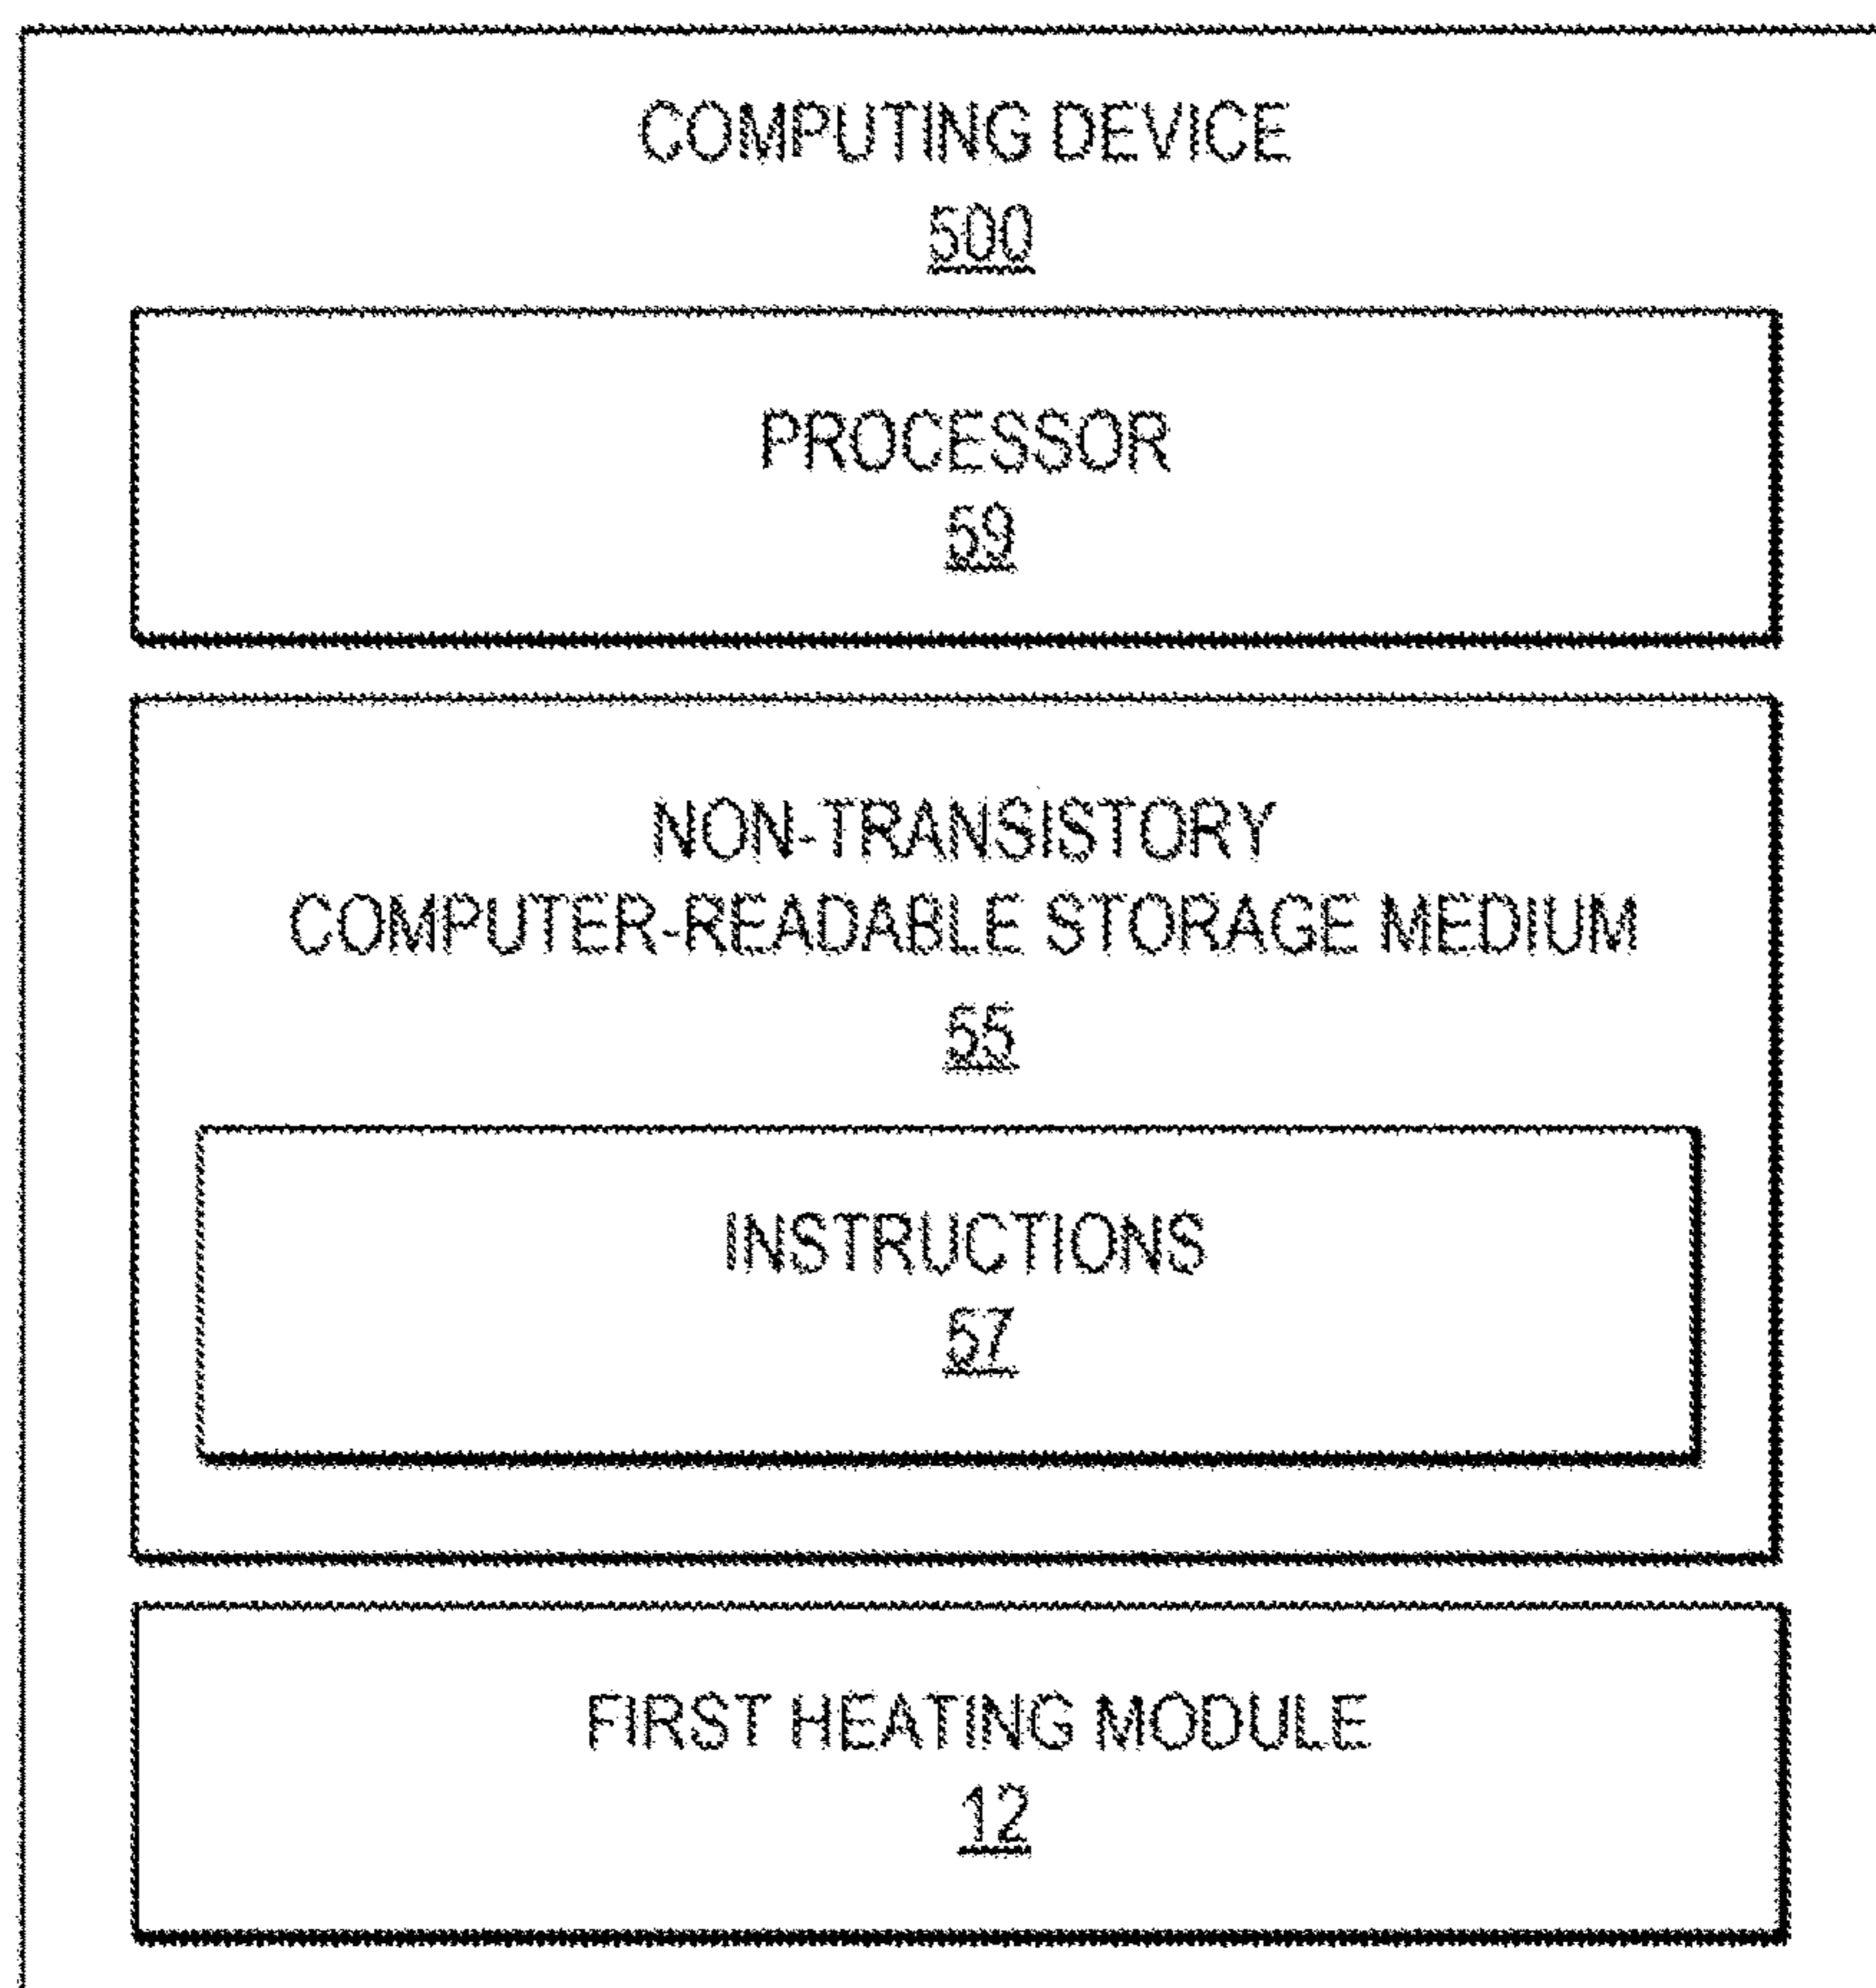 COMPUTING DEVICE
500
PROCESSOR
59
NON-TRANSISTORY
COMPUTER-READABLE STORAGE MEDIUM
55
INSTRUCTIONS
57
FIRST HEATING MODULE
12